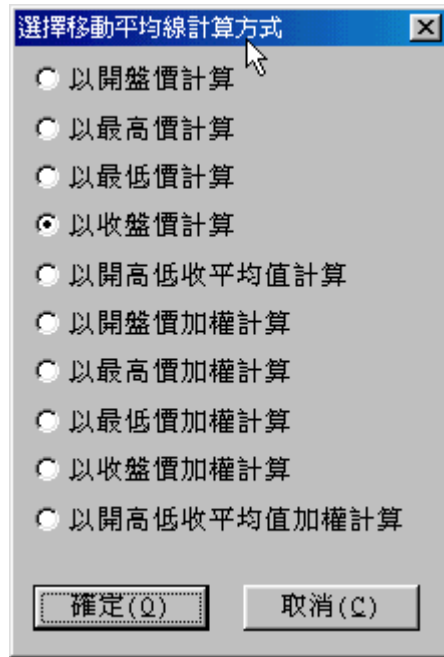 選擇移動平均線計算方式
以開盤價計算
以最高價計算
以最低價計算
以收盤價計算
以開高低收平均值計算
以開盤價加權計算
以最高價加權計算
以最低價加權計算
以收盤價加權計算
以開高低收平均值加權計算
確定(O) 取消(C)